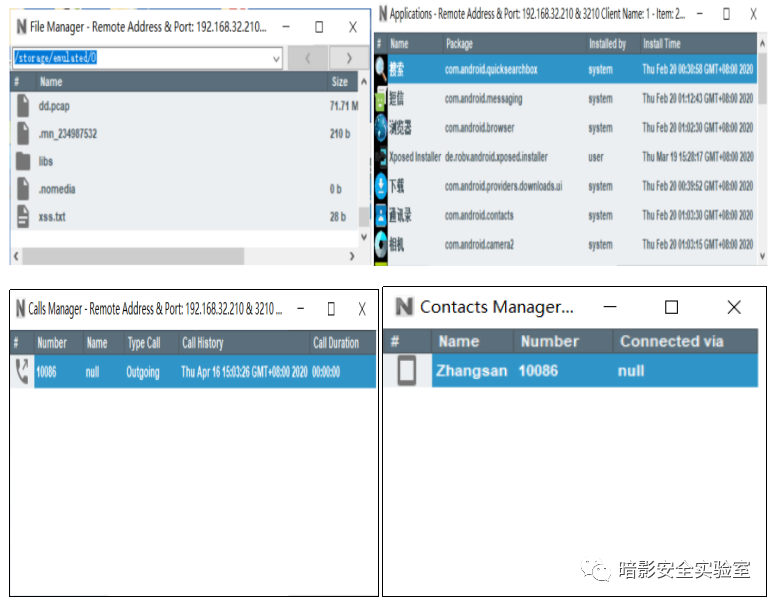 File Manager - Remote Address & Port: 192.168.32.210...
/storage/emulated/0
# Name Size
dd.pcap 71.71 M
.mn_234987532 210 b
libs
.nomedia 0 b
xss.txt 28 b
Applications - Remote Address & Port: 192.168.32.210 & 3210 Client Name: 1 - Item: 2...
# Name Package Installed by Install Time
搜索 com.android.quicksearchbox system Thu Feb 20 00:30:58 GMT+08:00 2020
短信 com.android.messaging system Thu Feb 20 01:12:43 GMT+08:00 2020
浏览器 com.android.browser system Thu Feb 20 01:02:30 GMT+08:00 2020
Xposed Installer de.robv.android.xposed.installer user Thu Mar 19 15:28:17 GMT+08:00 2020
下载 com.android.providers.downloads.ui system Thu Feb 20 00:39:52 GMT+08:00 2020
通讯录 com.android.contacts system Thu Feb 20 01:03:30 GMT+08:00 2020
相机 com.android.camera2 system Thu Feb 20 01:03:15 GMT+08:00 2020
Calls Manager - Remote Address & Port: 192.168.32.210 & 3210 ...
# Number Name Type Call Call History Call Duration
10086 null Outgoing Thu Apr 16 15:03:26 GMT+08:00 2020 00:00:00
Contacts Manager...
# Name Number Connected via
Zhangsan 10086 null
暗影安全实验室